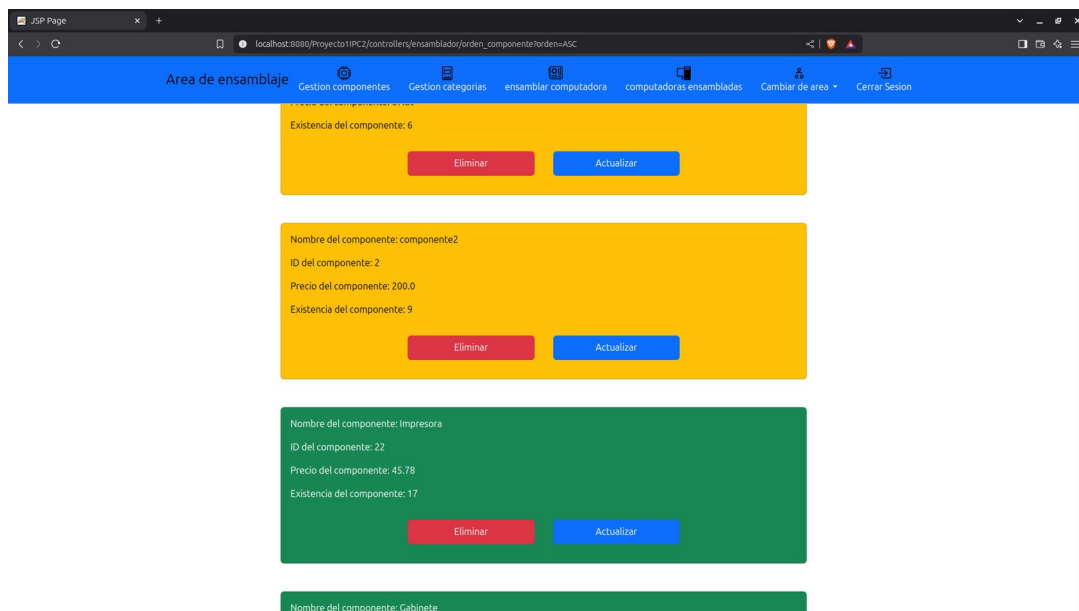 JSP Page
localhost:8080/Proyecto1IPC2/controllers/ensamblador/orden_componente?orden=ASC
Area de ensamblaje
Gestion componentes
Gestion categorias
ensamblar computadora
computadoras ensambladas
Cambiar de area
Cerrar Sesion
Existencia del componente: 6
Eliminar
Actualizar
Nombre del componente: componente2
ID del componente: 2
Precio del componente: 200.0
Existencia del componente: 9
Eliminar
Actualizar
Nombre del componente: Impresora
ID del componente: 22
Precio del componente: 45.78
Existencia del componente: 17
Eliminar
Actualizar
Nombre del componente: Gabinete